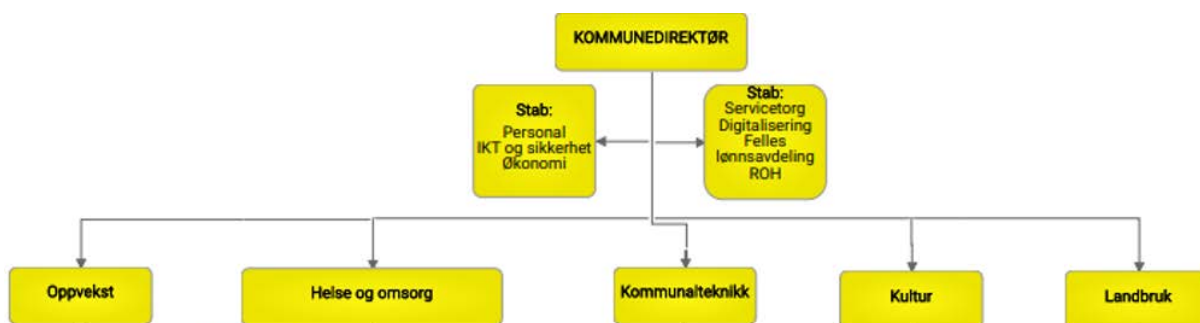 KOMMUNEDIREKTØR
Stab:
Personal
IKT og sikkerhet
Økonomi
Stab:
Servicetorg
Digitalisering
Felles
lønnsavdeling
ROH
Oppvekst
Helse og omsorg
Kommunalteknikk
Kultur
Landbruk